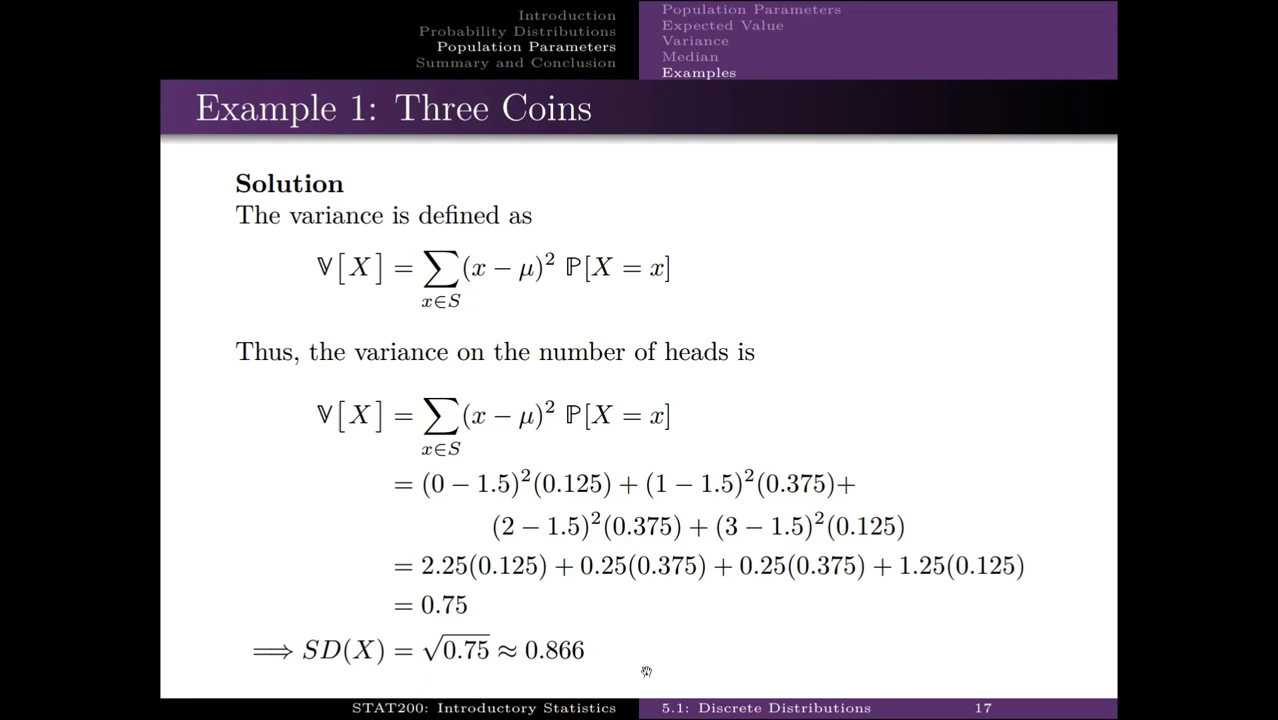 Introduction
Probability Distributions
Population Parameters
Summary and Conclusion
Population Parameters
Expected Value
Variance
Median
Examples
Example 1: Three Coins
Solution
The variance is defined as
𝕍[X] = ∑_{x∈S} (x − μ)² ℙ[X = x]
Thus, the variance on the number of heads is
𝕍[X] = ∑_{x∈S} (x − μ)² ℙ[X = x]
= (0 − 1.5)²(0.125) + (1 − 1.5)²(0.375)+
(2 − 1.5)²(0.375) + (3 − 1.5)²(0.125)
= 2.25(0.125) + 0.25(0.375) + 0.25(0.375) + 1.25(0.125)
= 0.75
⟹ SD(X) = √0.75 ≈ 0.866
STAT200: Introductory Statistics
5.1: Discrete Distributions
17